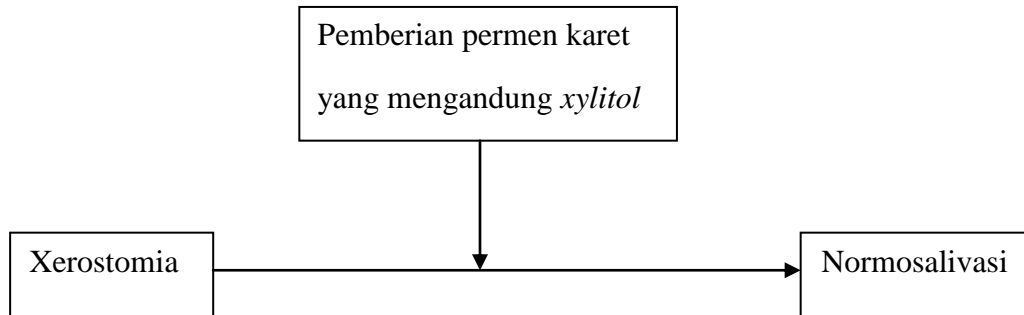 Pemberian permen karet
yang mengandung xylitol
Xerostomia
Normosalivasi